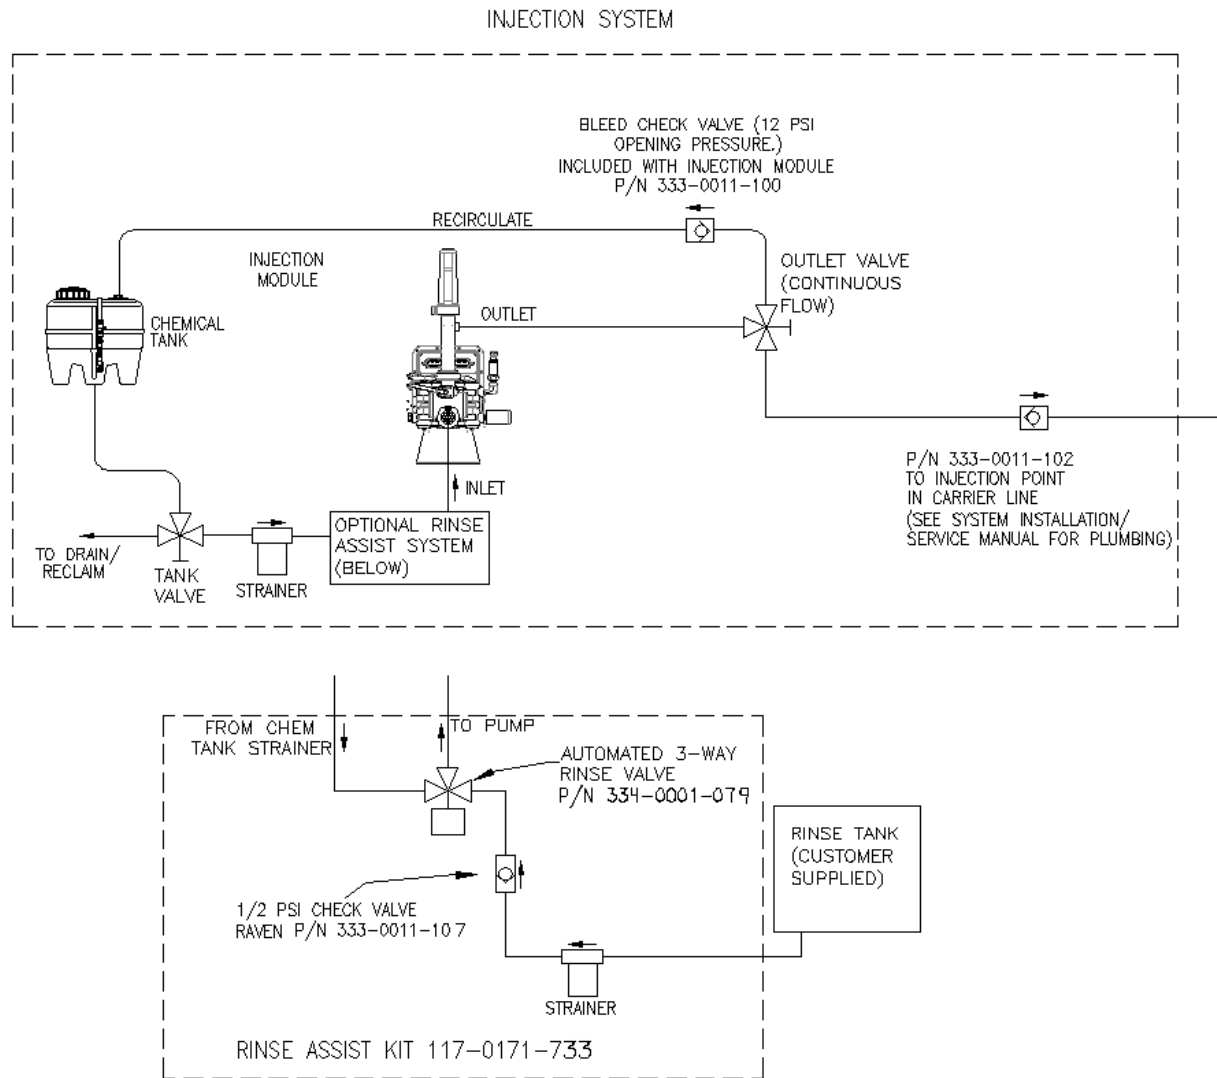 INJECTION SYSTEM
BLEED CHECK VALVE (12 PSI
OPENING PRESSURE.)
INCLUDED WITH INJECTION MODULE
P/N 333-0011-100
RECIRCULATE
INJECTION
MODULE
OUTLET VALVE
(CONTINUOUS
FLOW)
OUTLET
CHEMICAL
TANK
P/N 333-0011-102
TO INJECTION POINT
IN CARRIER LINE
(SEE SYSTEM INSTALLATION/
SERVICE MANUAL FOR PLUMBING)
INLET
OPTIONAL RINSE
ASSIST SYSTEM
(BELOW)
TO DRAIN/
RECLAIM
TANK
VALVE
STRAINER
FROM CHEM
TANK STRAINER
TO PUMP
AUTOMATED 3-WAY
RINSE VALVE
P/N 334-0001-079
RINSE TANK
(CUSTOMER
SUPPLIED)
1/2 PSI CHECK VALVE
RAVEN P/N 333-0011-107
STRAINER
RINSE ASSIST KIT 117-0171-733